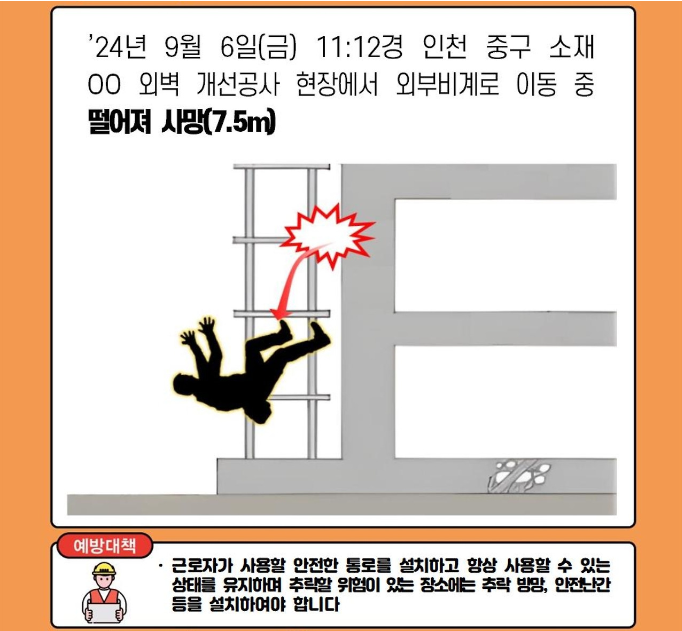 ’24년 9월 6일(금) 11:12경 인천 중구 소재
OO 외벽 개선공사 현장에서 외부비계로 이동 중
떨어져 사망(7.5m)
예방대책
· 근로자가 사용할 안전한 통로를 설치하고 항상 사용할 수 있는
상태를 유지하며 추락할 위험이 있는 장소에는 추락 방망, 안전난간
등을 설치하여야 합니다